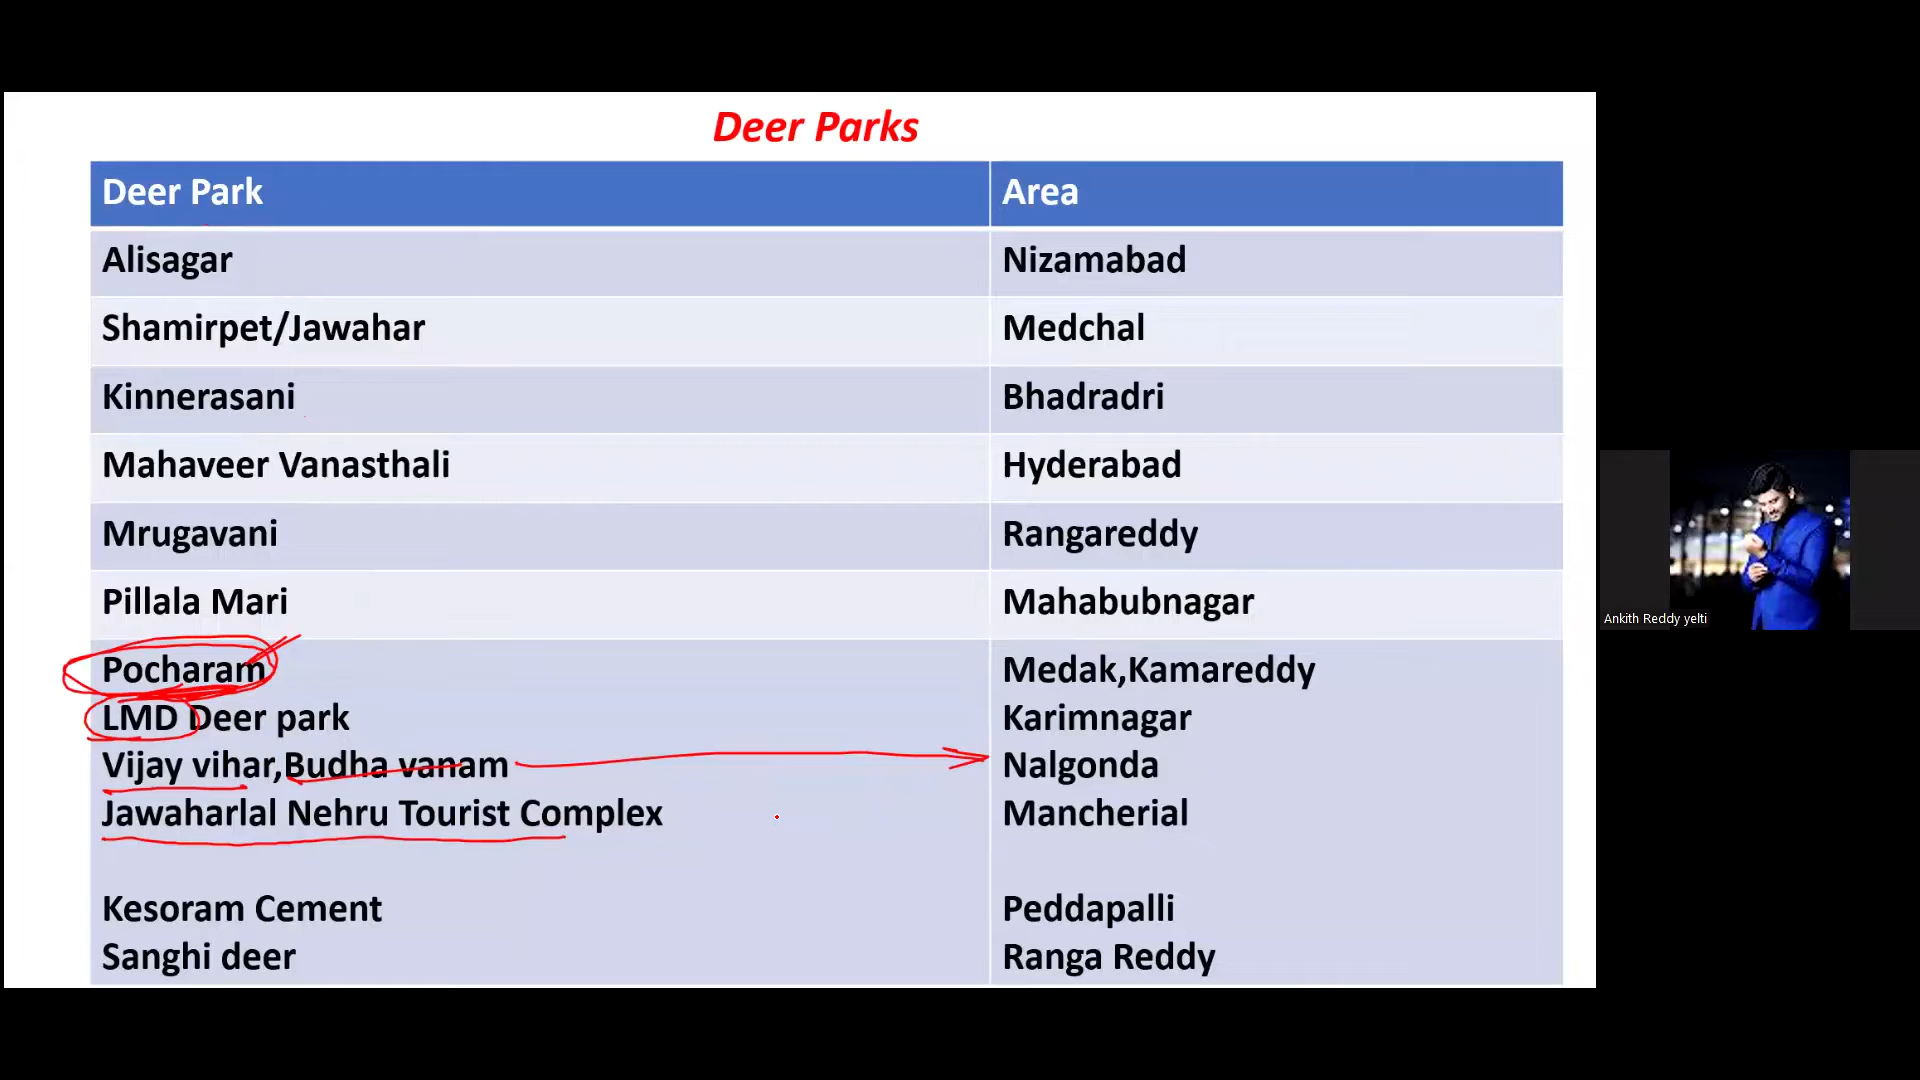 Deer Parks
Deer Park Area
Alisagar Nizamabad
Shamirpet/Jawahar Medchal
Kinnerasani Bhadradri
Mahaveer Vanasthali Hyderabad
Mrugavani Rangareddy
Pillala Mari Mahabubnagar
Pocharam Medak,Kamareddy
LMD Deer park Karimnagar
Vijay vihar,Budha vanam Nalgonda
Jawaharlal Nehru Tourist Complex Mancherial
Kesoram Cement Peddapalli
Sanghi deer Ranga Reddy
Ankith Reddy yelti